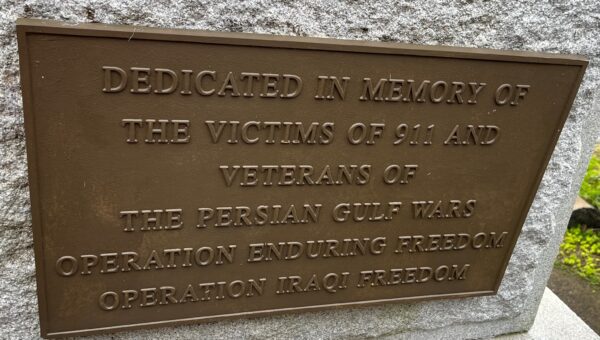 DEDICATED IN MEMORY OF
THE VICTIMS OF 911 AND
VETERANS OF
THE PERSIAN GULF WARS
OPERATION ENDURING FREEDOM
OPERATION IRAQI FREEDOM